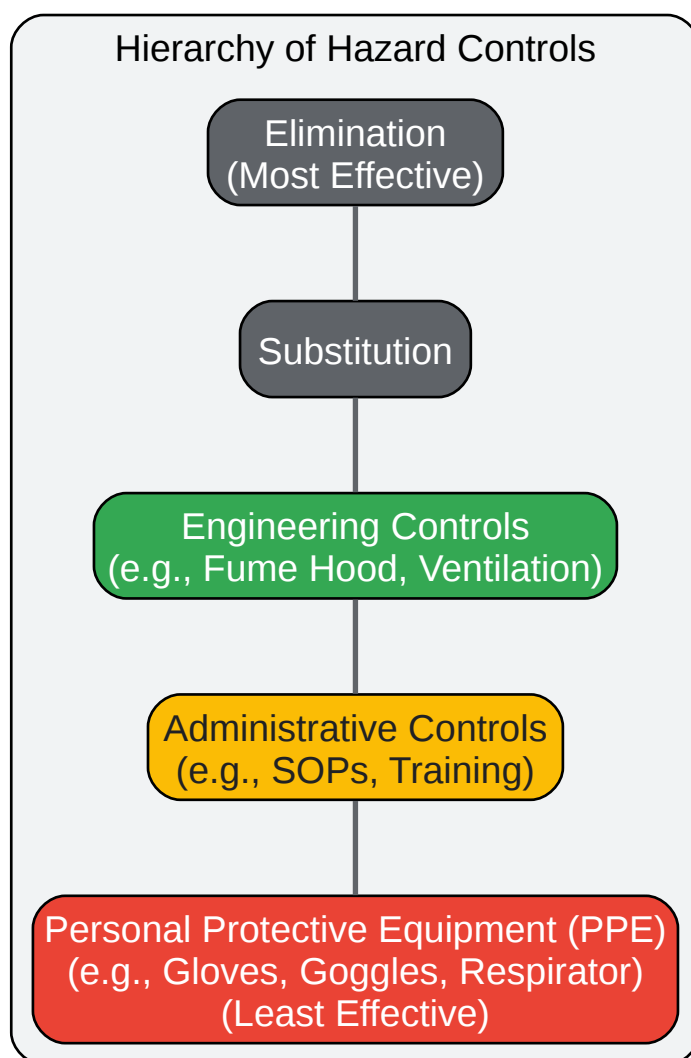 Hierarchy of Hazard Controls
Elimination
(Most Effective)
Substitution
Engineering Controls
(e.g., Fume Hood, Ventilation)
Administrative Controls
(e.g., SOPs, Training)
Personal Protective Equipment (PPE)
(e.g., Gloves, Goggles, Respirator)
(Least Effective)